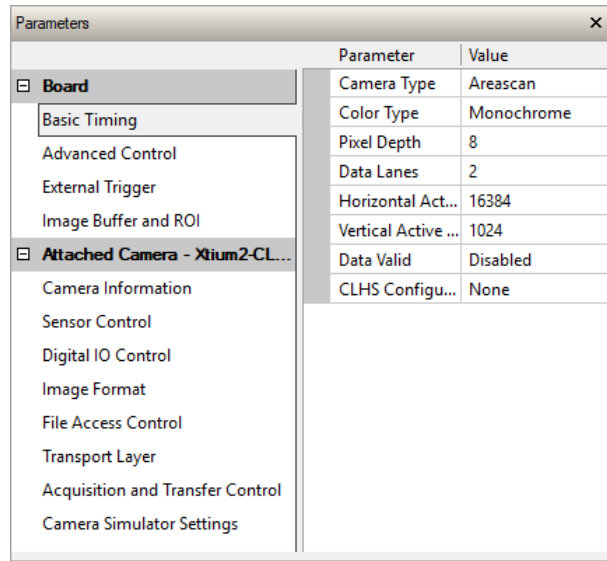 Parameters
Parameter Value
Board
Basic Timing
Advanced Control
External Trigger
Image Buffer and ROI
Attached Camera - Xtium2-CL...
Camera Information
Sensor Control
Digital IO Control
Image Format
File Access Control
Transport Layer
Acquisition and Transfer Control
Camera Simulator Settings
Camera Type Areascan
Color Type Monochrome
Pixel Depth 8
Data Lanes 2
Horizontal Act... 16384
Vertical Active ... 1024
Data Valid Disabled
CLHS Configu... None